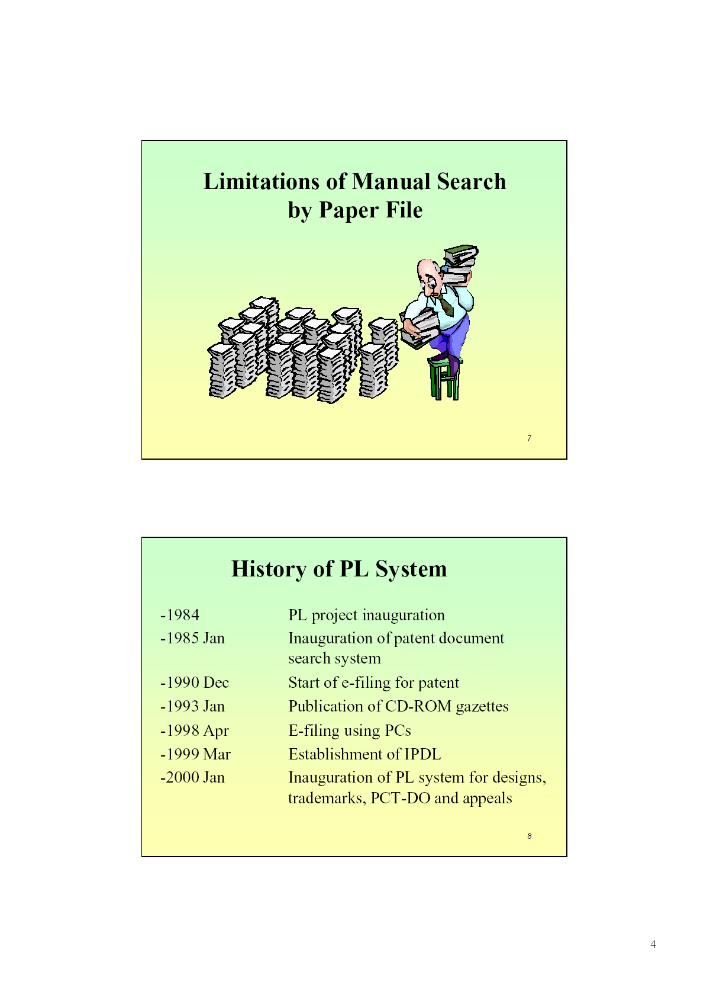 Limitations of Manual Search
by Paper File
7
History of PL System
-1984 PL project inauguration
-1985 Jan Inauguration of patent document
search system
-1990 Dec Start of e-filing for patent
-1993 Jan Publication of CD-ROM gazettes
-1998 Apr E-filing using PCs
-1999 Mar Establishment of IPDL
-2000 Jan Inauguration of PL system for designs,
trademarks, PCT-DO and appeals
8
4